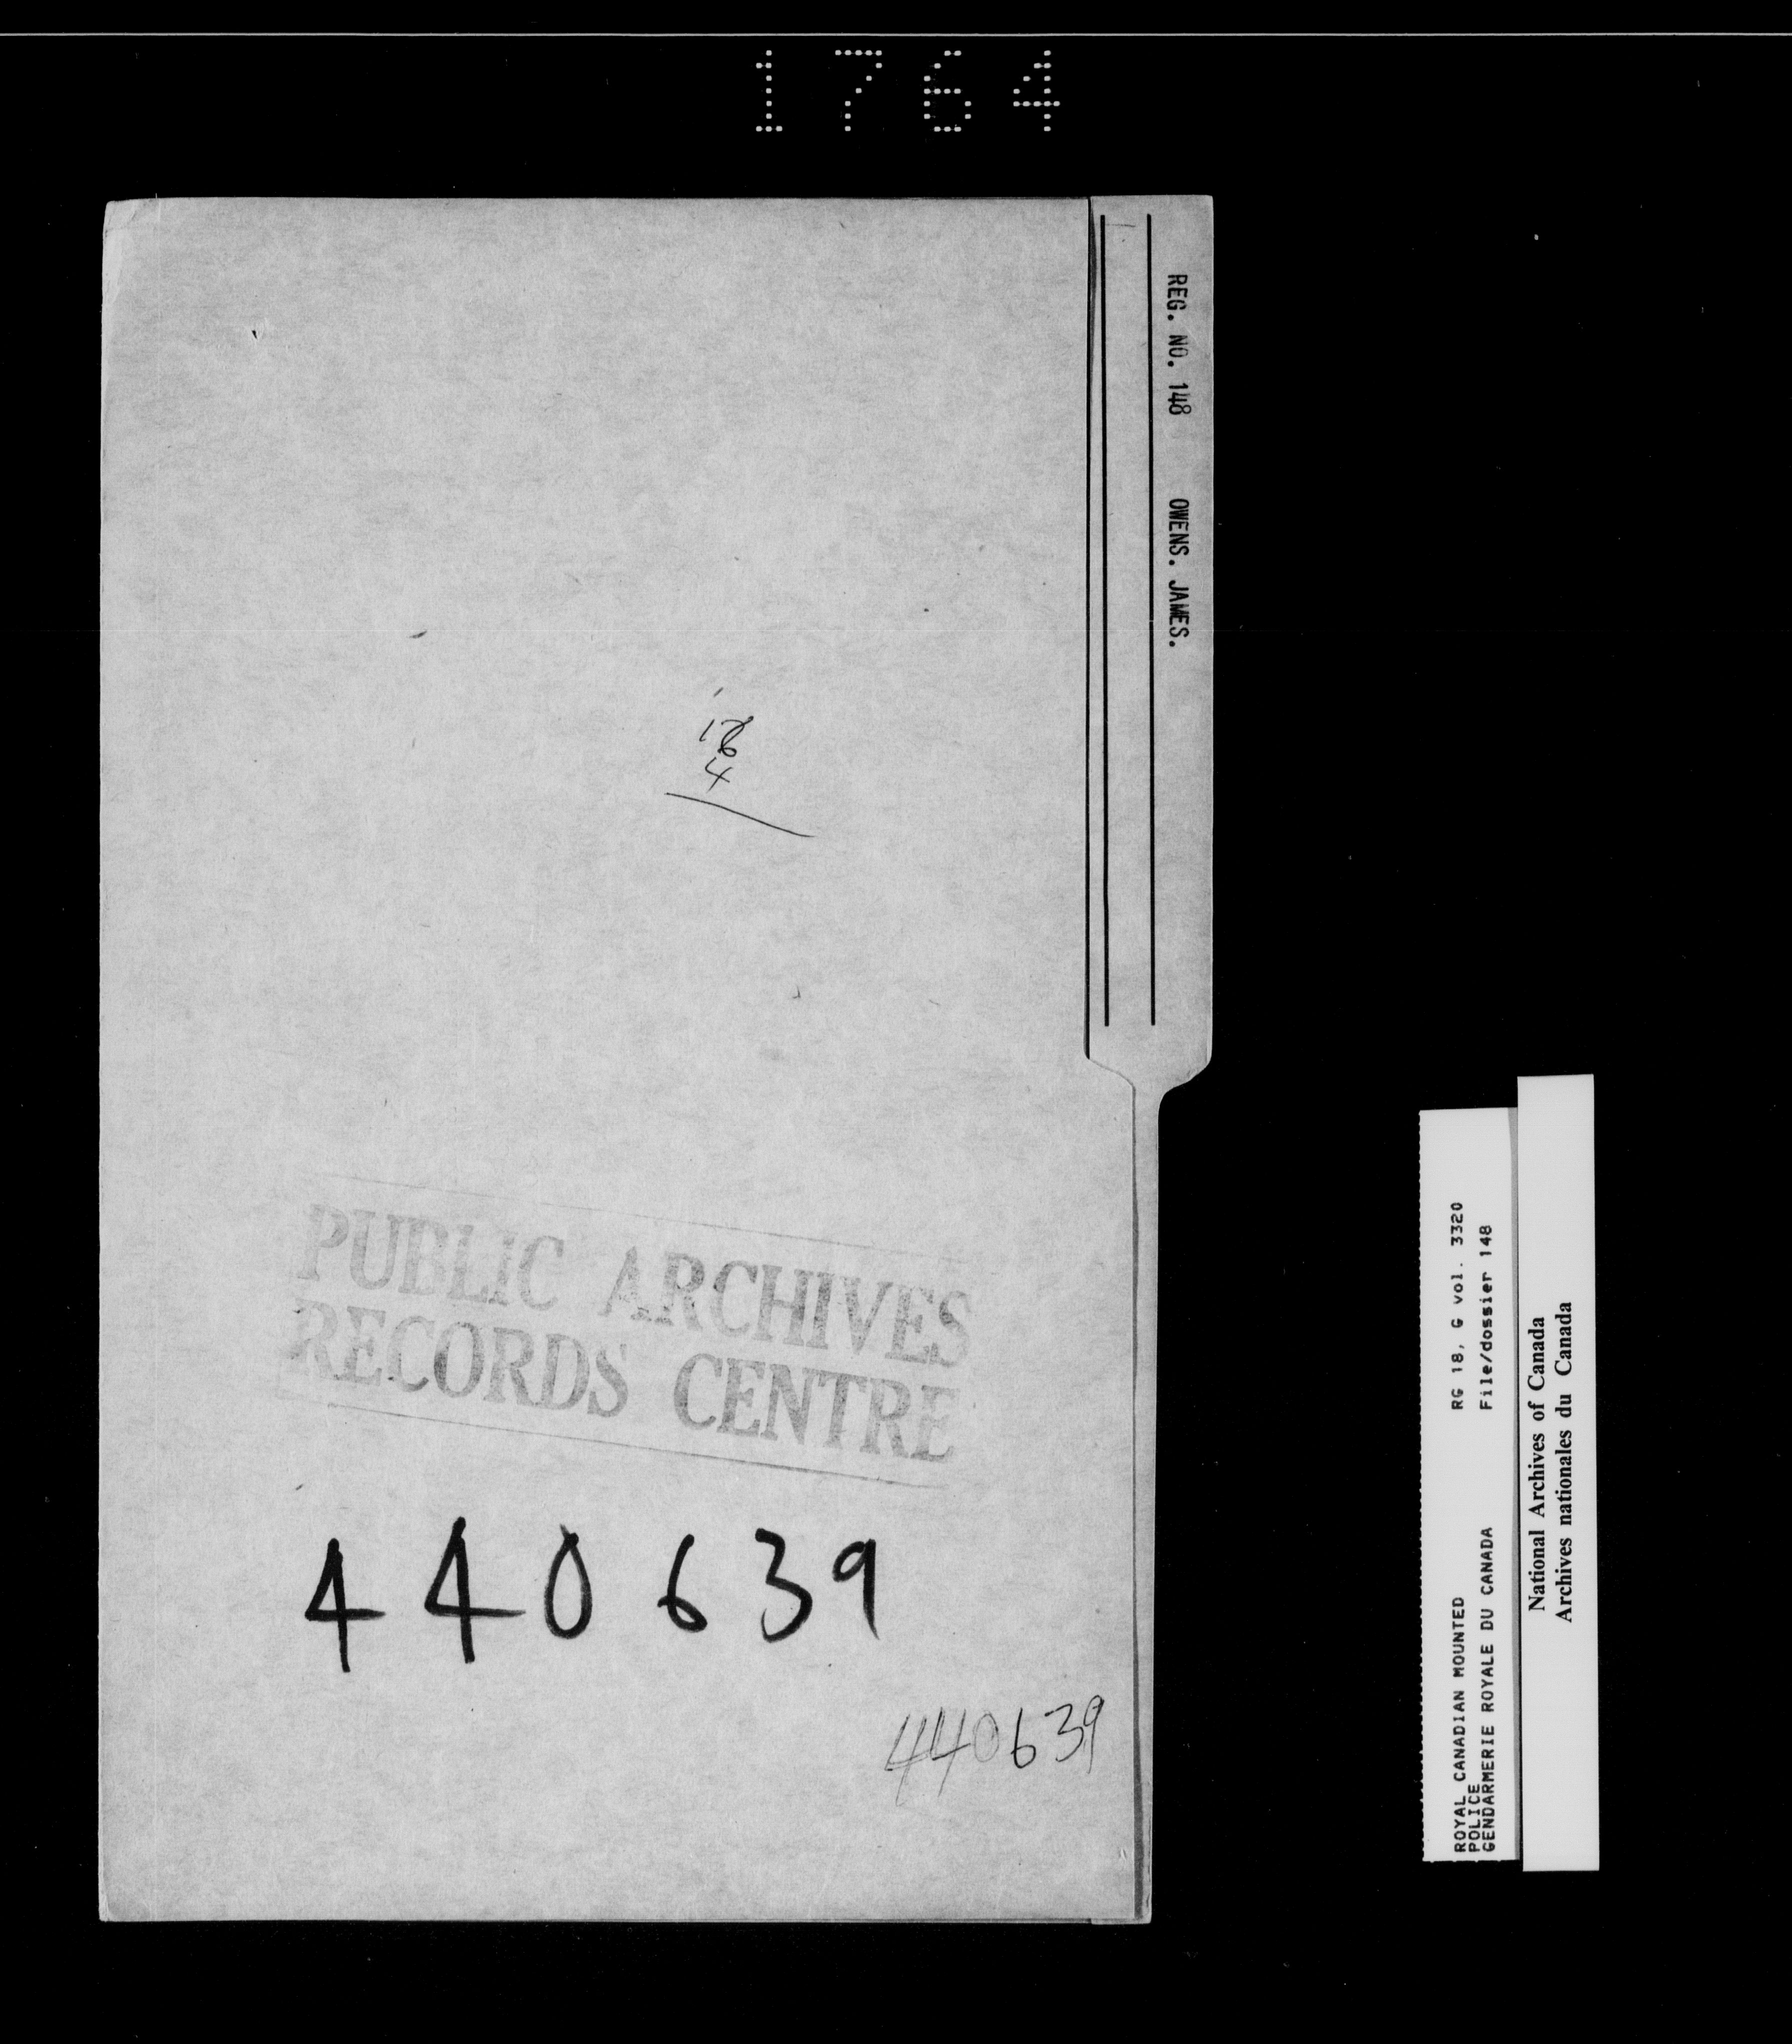 1764
REG. NO. 148 OWENS. JAMES.
4
PUBLIC ARCHIVES
RECORDS CENTRE
440639
440639
ROYAL CANADIAN MOUNTED RG 18, G vol. 3320
POLICE
GENDARMERIE ROYALE DU CANADA File/dossier 148
National Archives of Canada
Archives nationales du Canada